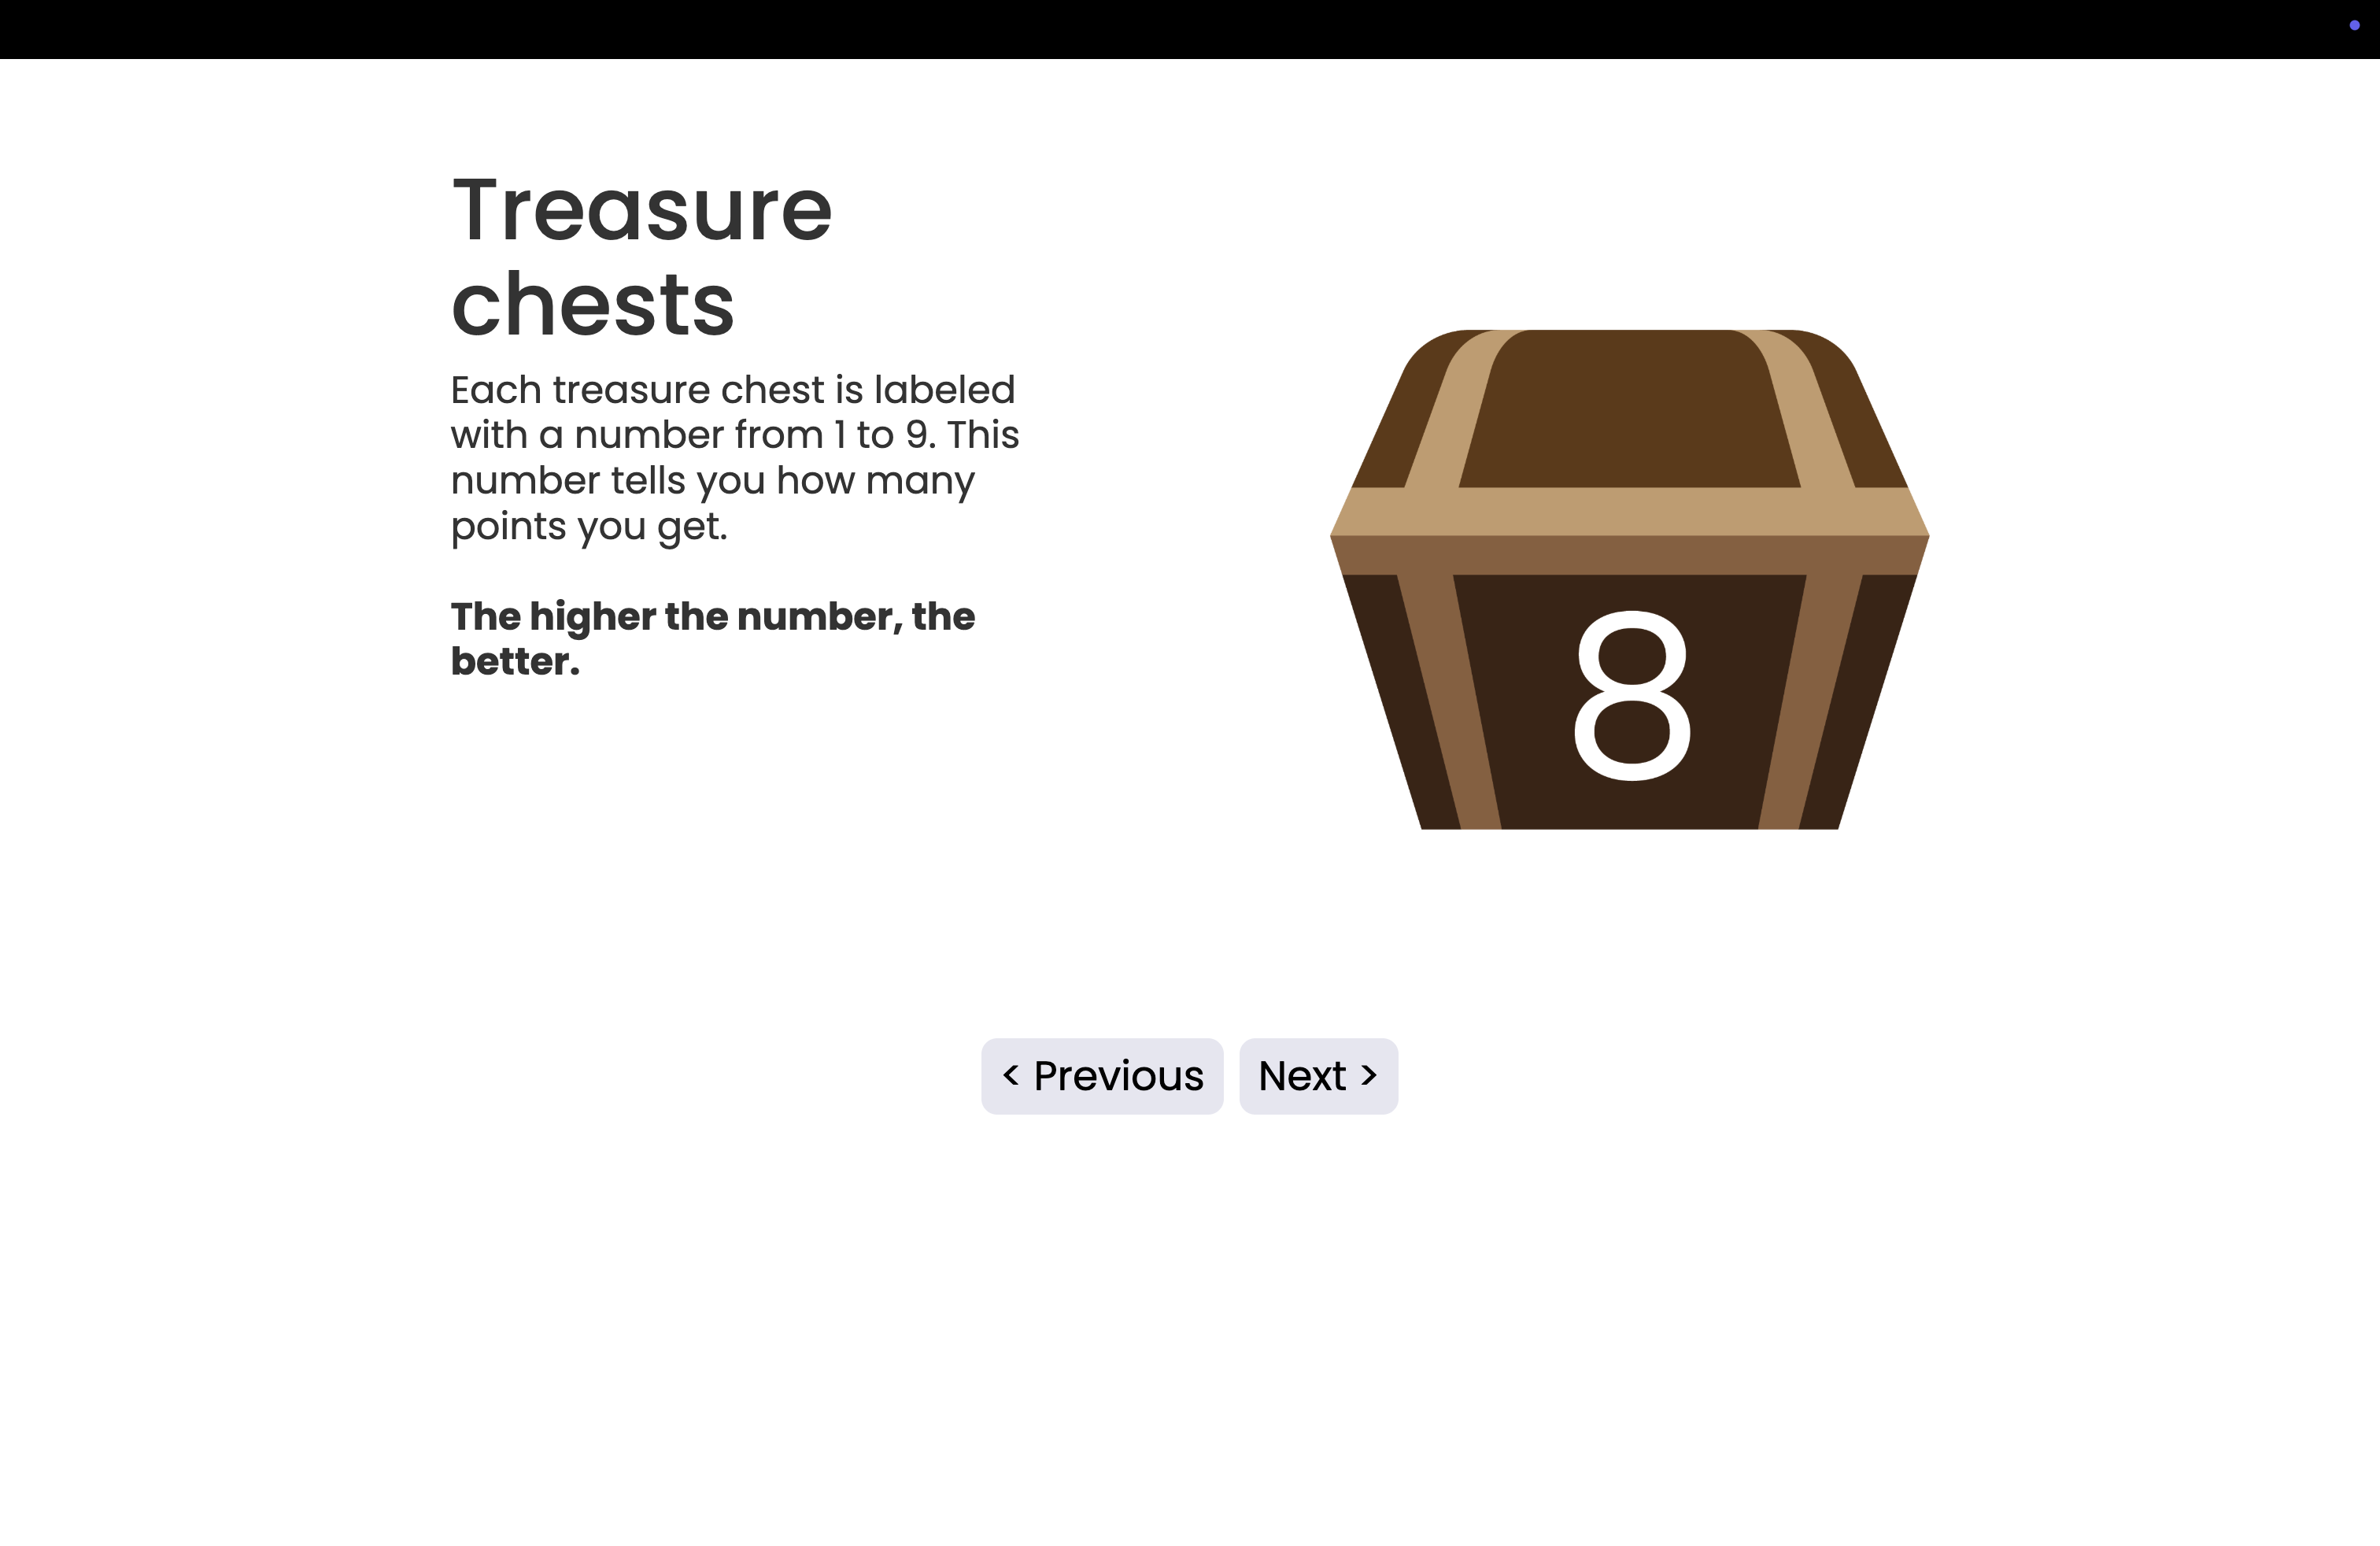 Treasure
chests
Each treasure chest is labeled
with a number from 1 to 9. This
number tells you how many
points you get.
The higher the number, the
better.
8
< Previous
Next >